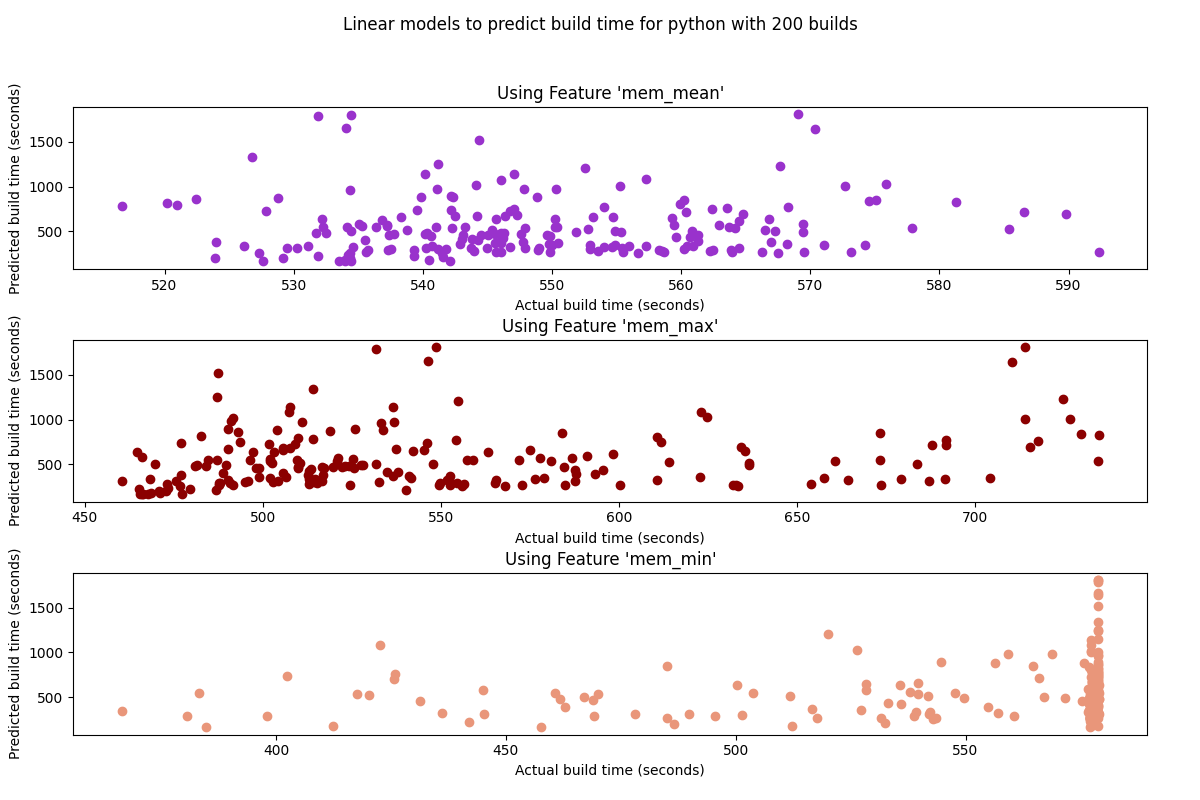 Linear models to predict build time for python with 200 builds
Using Feature 'mem_mean'
Predicted build time (seconds)
1500
1000
500
520 530 540 550 560 570 580 590
Actual build time (seconds)
Using Feature 'mem_max'
Predicted build time (seconds)
1500
1000
500
450 500 550 600 650 700
Actual build time (seconds)
Using Feature 'mem_min'
Predicted build time (seconds)
1500
1000
500
400 450 500 550
Actual build time (seconds)